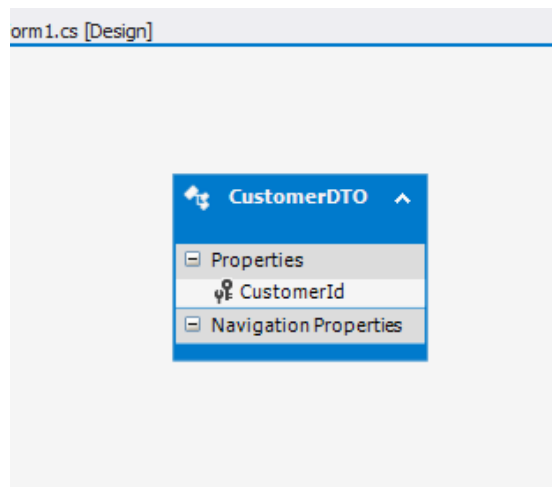 orm1.cs [Design]
CustomerDTO
Properties
CustomerId
Navigation Properties